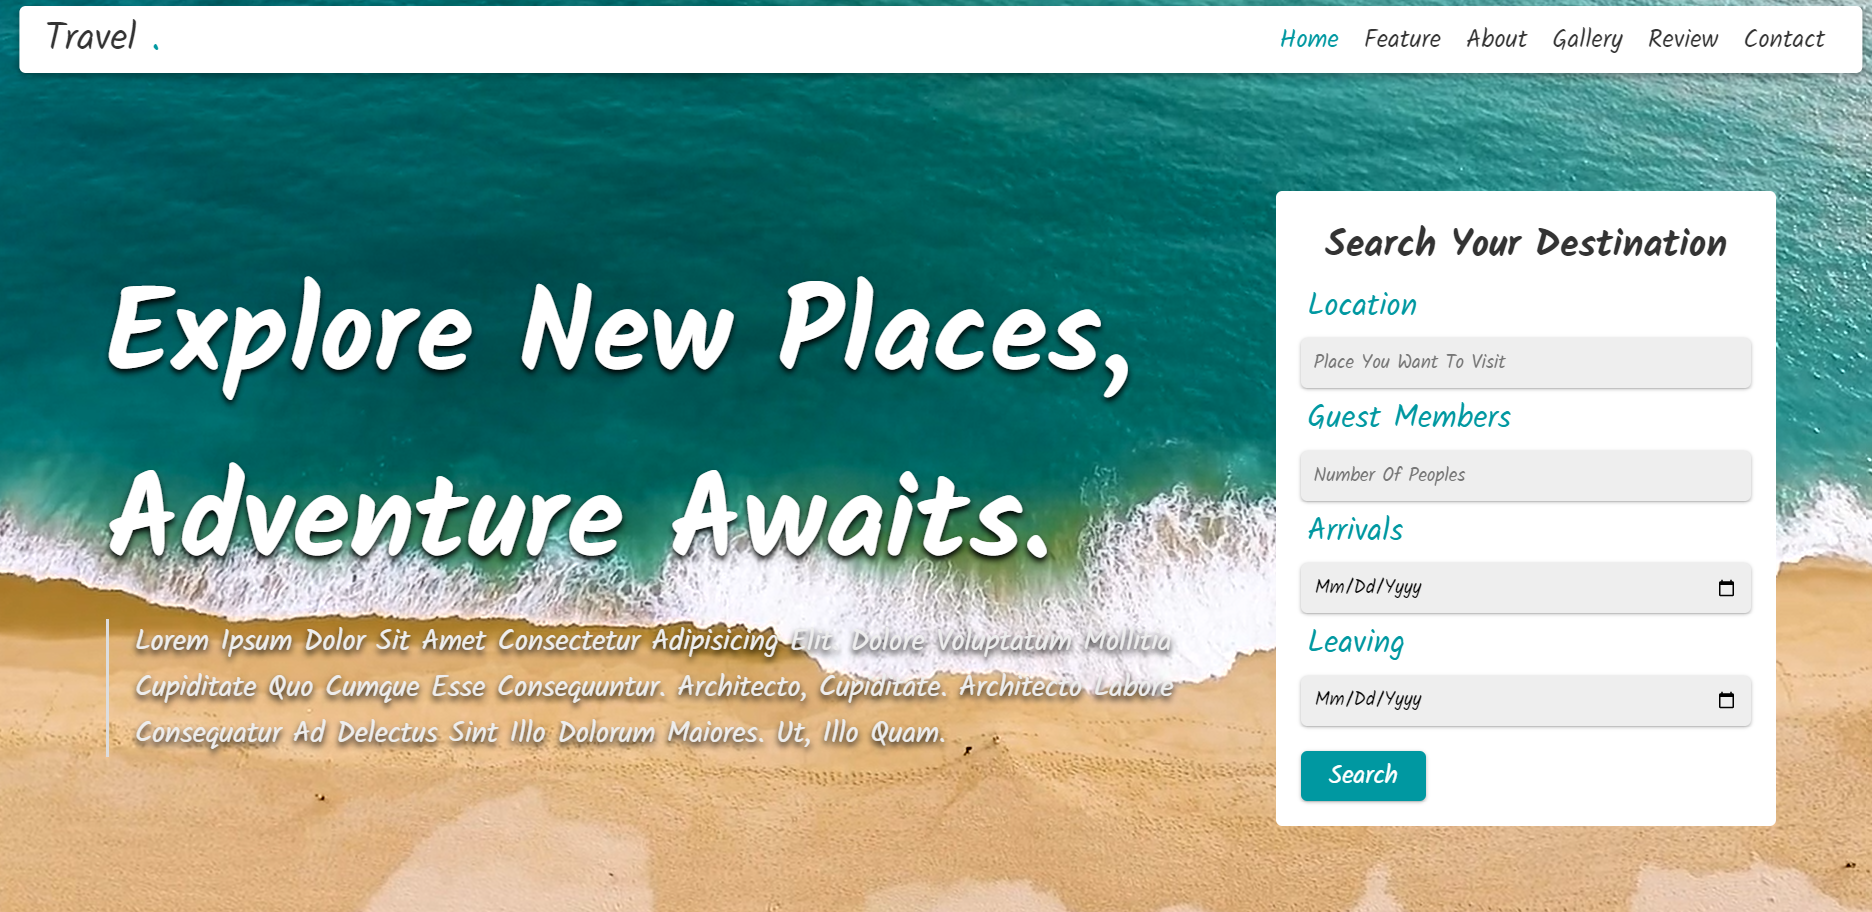 Travel .
Home Feature About Gallery Review Contact
Explore New Places,
Adventure Awaits.
Lorem Ipsum Dolor Sit Amet Consectetur Adipisicing Elit. Dolore Voluptatum Mollitia
Cupiditate Quo Cumque Esse Consequuntur. Architecto, Cupiditate. Architecto Labore
Consequatur Ad Delectus Sint Illo Dolorum Maiores. Ut, Illo Quam.
Search Your Destination
Location
Place You Want To Visit
Guest Members
Number Of Peoples
Arrivals
Mm/Dd/Yyyy
Leaving
Mm/Dd/Yyyy
Search